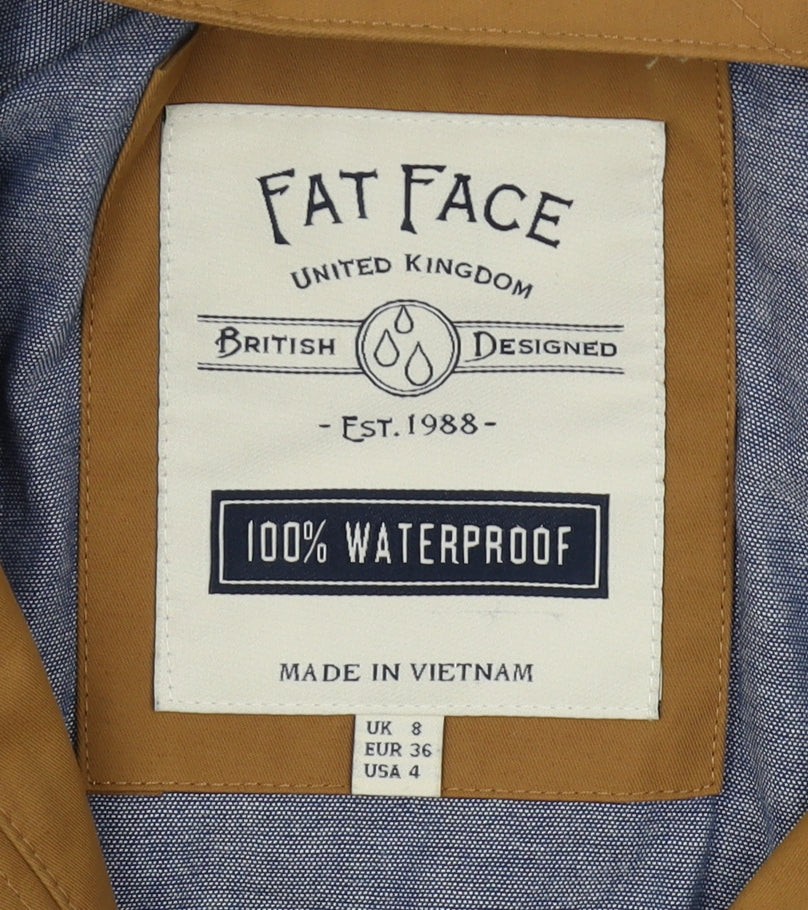 FAT FACE
UNITED KINGDOM
BRITISH DESIGNED
- EST. 1988 -
100% WATERPROOF
MADE IN VIETNAM
UK 8
EUR 36
USA 4